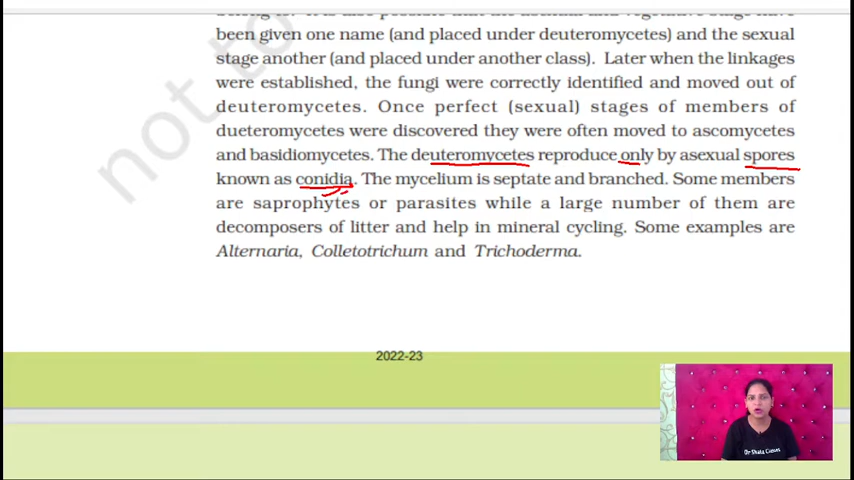 been given one name (and placed under deuteromycetes) and the sexual
stage another (and placed under another class). Later when the linkages
were established, the fungi were correctly identified and moved out of
deuteromycetes. Once perfect (sexual) stages of members of
dueteromycetes were discovered they were often moved to ascomycetes
and basidiomycetes. The deuteromycetes reproduce only by asexual spores
known as conidia. The mycelium is septate and branched. Some members
are saprophytes or parasites while a large number of them are
decomposers of litter and help in mineral cycling. Some examples are
Alternaria, Colletotrichum and Trichoderma.
not to
2022-23